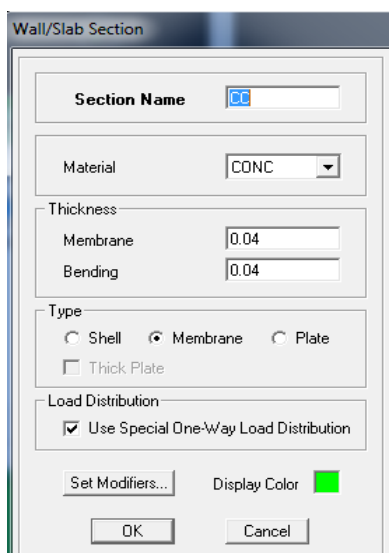 Wall/Slab Section
Section Name CC
Material CONC
Thickness
Membrane 0.04
Bending 0.04
Type
Shell Membrane Plate
Thick Plate
Load Distribution
Use Special One-Way Load Distribution
Set Modifiers... Display Color
OK Cancel